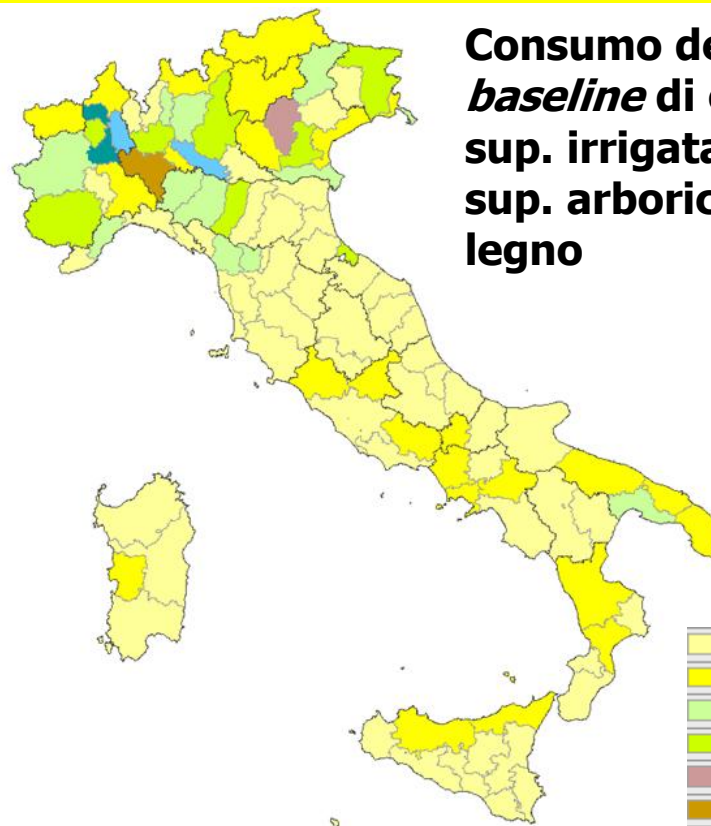 Consumo de
baseline di
sup. irrigata
sup. arboric
legno